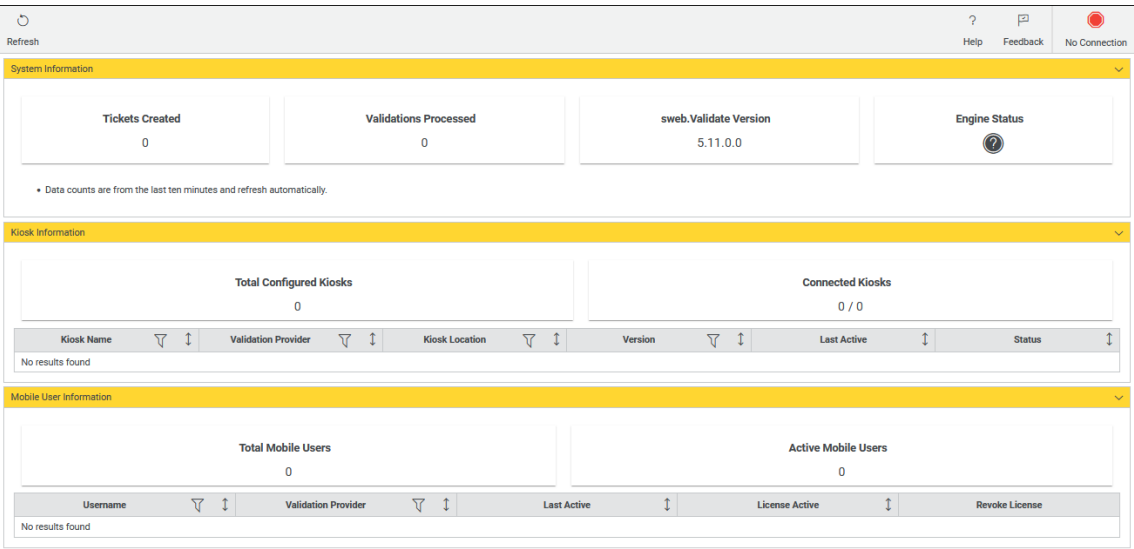 Refresh
Help
Feedback
No Connection
System Information
Tickets Created
0
Validations Processed
0
sweb.Validate Version
5.11.0.0
Engine Status
?
• Data counts are from the last ten minutes and refresh automatically.
Kiosk Information
Total Configured Kiosks
0
Connected Kiosks
0 / 0
Kiosk Name Validation Provider Kiosk Location Version Last Active Status
No results found
Mobile User Information
Total Mobile Users
0
Active Mobile Users
0
Username Validation Provider Last Active License Active Revoke License
No results found